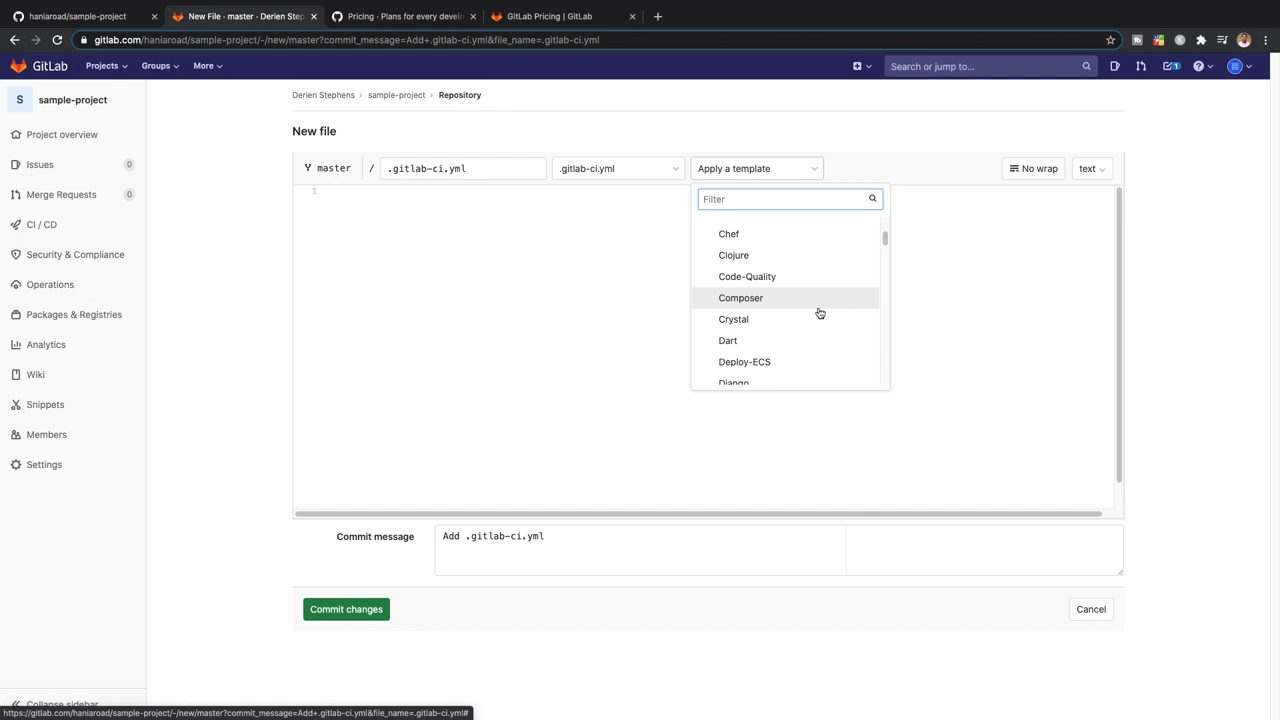 haniaroad/sample-project
New File · master · Derien Step
Pricing · Plans for every develo
GitLab Pricing | GitLab
gitlab.com/haniaroad/sample-project/-/new/master?commit_message=Add+.gitlab-ci.yml&file_name=.gitlab-ci.yml
GitLab
Projects
Groups
More
Search or jump to...
1
S
sample-project
Project overview
Issues
0
Merge Requests
0
CI / CD
Security & Compliance
Operations
Packages & Registries
Analytics
Wiki
Snippets
Members
Settings
Collapse sidebar
Derien Stephens > sample-project > Repository
New file
master / .gitlab-ci.yml
.gitlab-ci.yml
Apply a template
No wrap
text
1
Filter
Chef
Clojure
Code-Quality
Composer
Crystal
Dart
Deploy-ECS
Django
Commit message
Add .gitlab-ci.yml
Commit changes
Cancel
https://gitlab.com/haniaroad/sample-project/-/new/master?commit_message=Add+.gitlab-ci.yml&file_name=.gitlab-ci.yml#